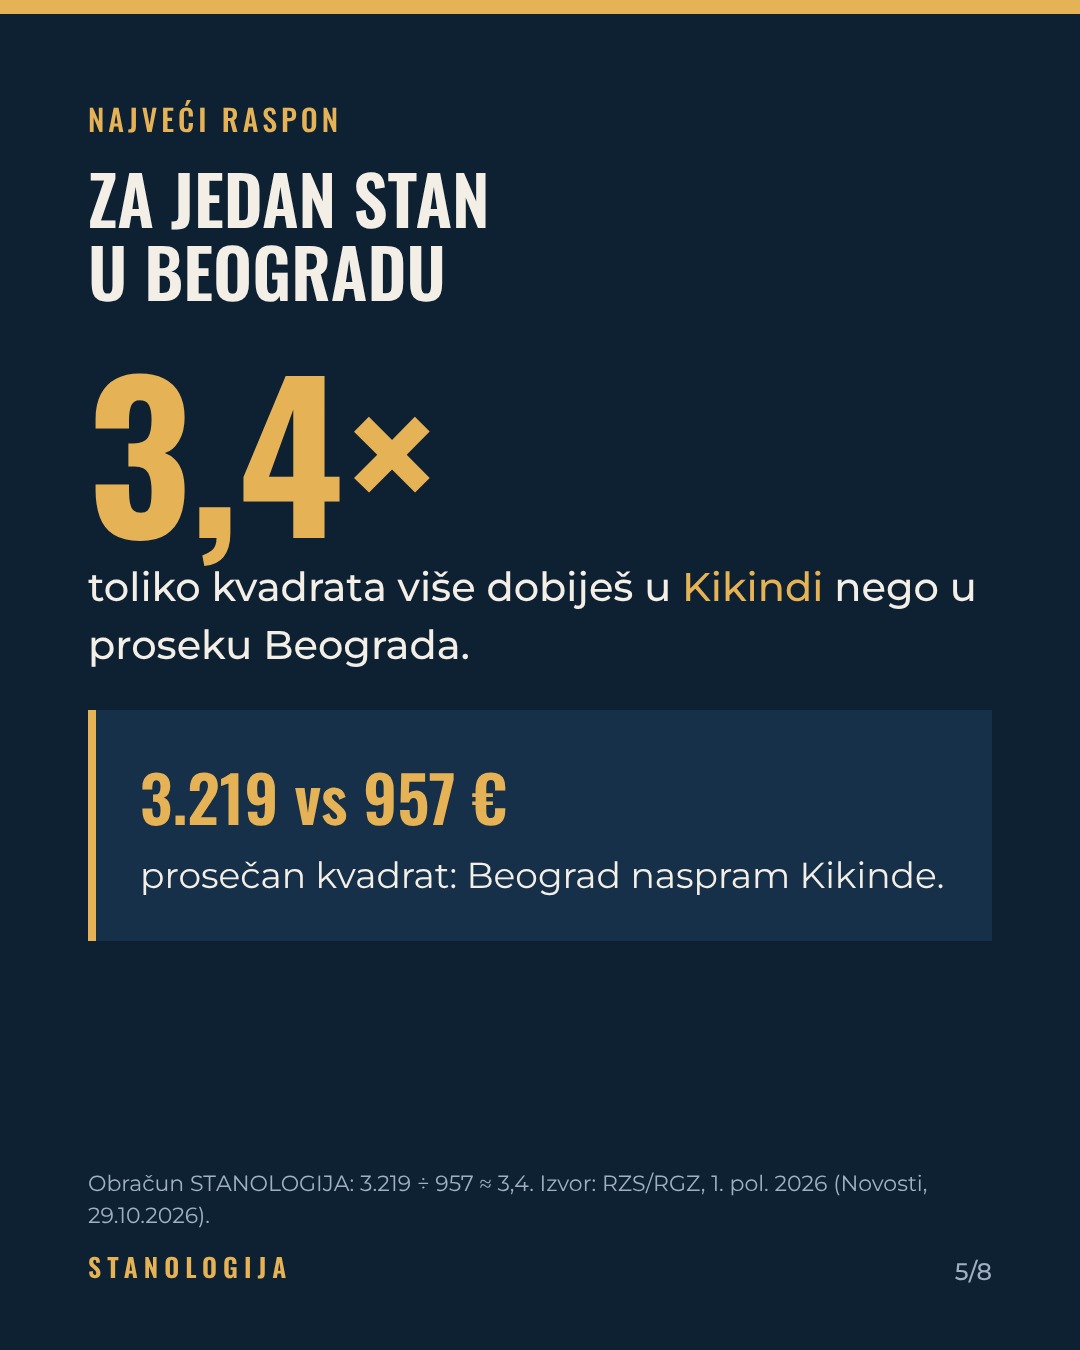 NAJVEĆI RASPON
ZA JEDAN STAN
U BEOGRADU
3,4×
toliko kvadrata više dobiješ u Kikindi nego u
proseku Beograda.
3.219 vs 957 €
prosečan kvadrat: Beograd naspram Kikinde.
Obračun STANOLOGIJA: 3.219 ÷ 957 ≈ 3,4. Izvor: RZS/RGZ, 1. pol. 2026 (Novosti,
29.10.2026).
STANOLOGIJA
5/8